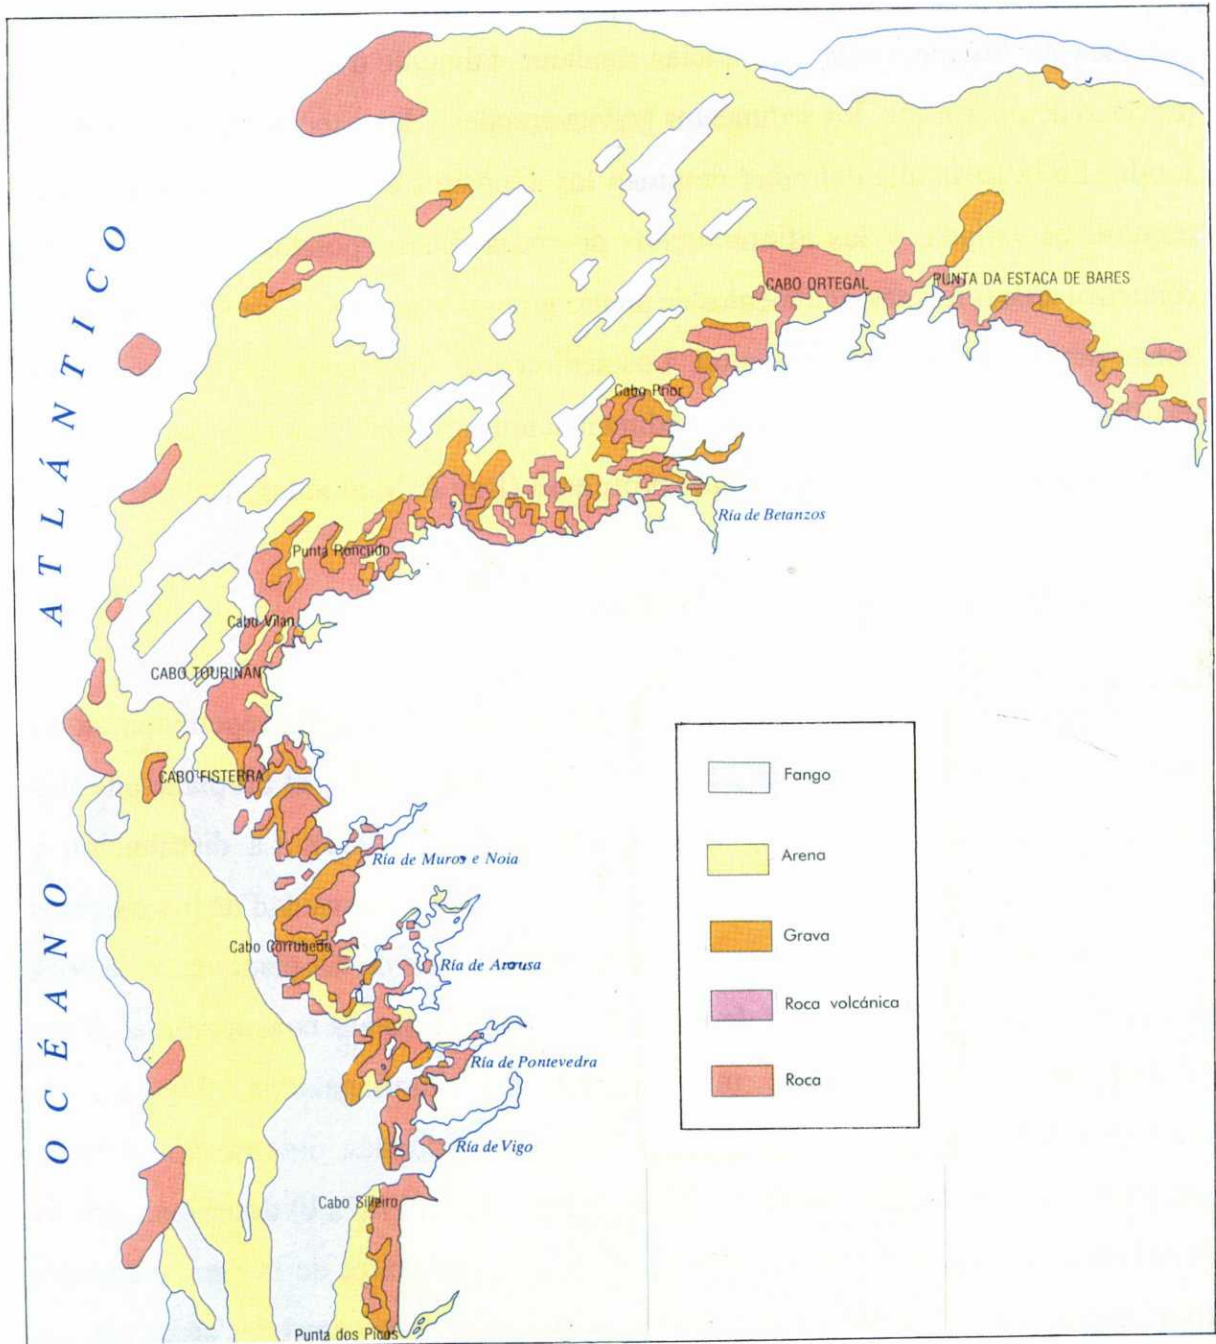 OCÉANO ATLÁNTICO
CABO ORTEGAL
PUNTA DA ESTACA DE BARES
Cabo Prior
Ría de Betanzos
Punta Roncudo
Cabo Vilan
CABO TOURIÑAN
CABO FISTERRA
Ría de Muros e Noia
Cabo Corrubedo
Ría de Arousa
Ría de Pontevedra
Ría de Vigo
Cabo Silleiro
Punta dos Picos
Fango
Arena
Grava
Roca volcánica
Roca